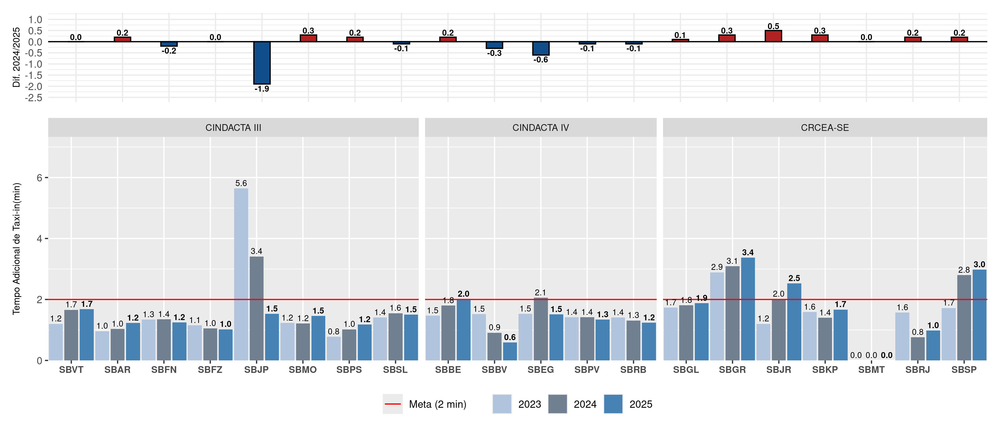 Dif. 2024/2025
1.0
0.5
0.0
-0.5
-1.0
-1.5
-2.0
-2.5
0.0 0.2 -0.2 0.0 -1.9 0.3 0.2 -0.1 0.2 -0.3 -0.6 -0.1 -0.1 0.1 0.3 0.5 0.3 0.0 0.2 0.2
CINDACTA III CINDACTA IV CRCEA-SE
Tempo Adicional de Taxi-in(min)
6
4
2
0
1.2 1.7 1.7
1.0 1.0 1.2
1.3 1.4 1.2
1.1 1.0 1.0
5.6 3.4 1.5
1.2 1.2 1.5
0.8 1.0 1.2
1.4 1.6 1.5
1.5 1.8 2.0
1.5 0.9 0.6
1.5 2.1 1.5
1.4 1.4 1.3
1.4 1.3 1.2
1.7 1.8 1.9
2.9 3.1 3.4
1.2 2.0 2.5
1.6 1.4 1.7
0.0 0.0 0.0
1.6 0.8 1.0
1.7 2.8 3.0
SBVT SBAR SBFN SBFZ SBJP SBMO SBPS SBSL SBBE SBBV SBEG SBPV SBRB SBGL SBGR SBJR SBKP SBMT SBRJ SBSP
Meta (2 min) 2023 2024 2025